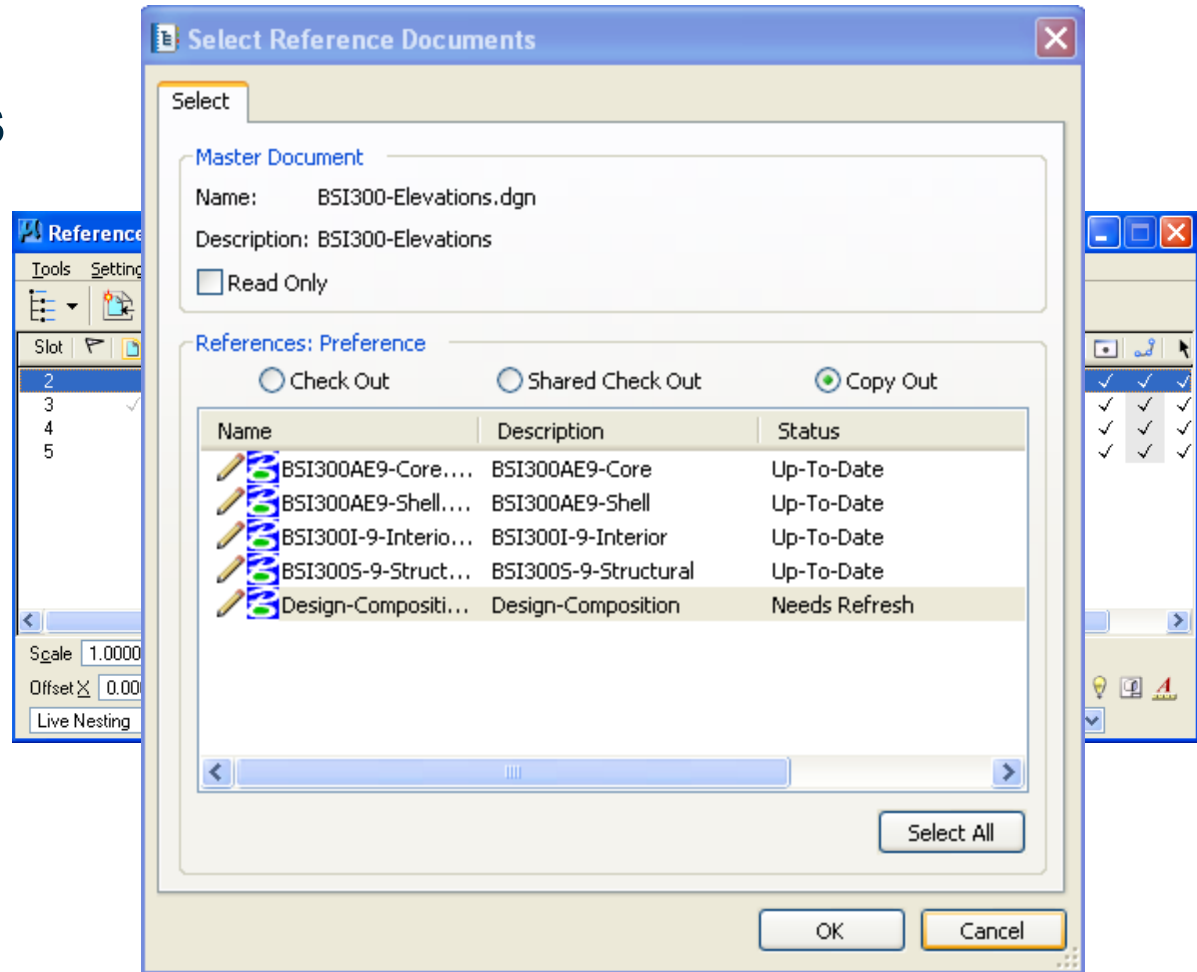 s
Select Reference Documents
Select
Master Document
Name: BSI300-Elevations.dgn
Description: BSI300-Elevations
Read Only
References: Preference
Check Out Shared Check Out Copy Out
Name Description Status
BSI300AE9-Core.... BSI300AE9-Core Up-To-Date
BSI300AE9-Shell.... BSI300AE9-Shell Up-To-Date
BSI300I-9-Interio... BSI300I-9-Interior Up-To-Date
BSI300S-9-Struct... BSI300S-9-Structural Up-To-Date
Design-Compositi... Design-Composition Needs Refresh
Select All
OK Cancel
Reference
Tools Setting
Slot
2
3
4
5
Scale 1.0000
Offset X 0.00
Live Nesting